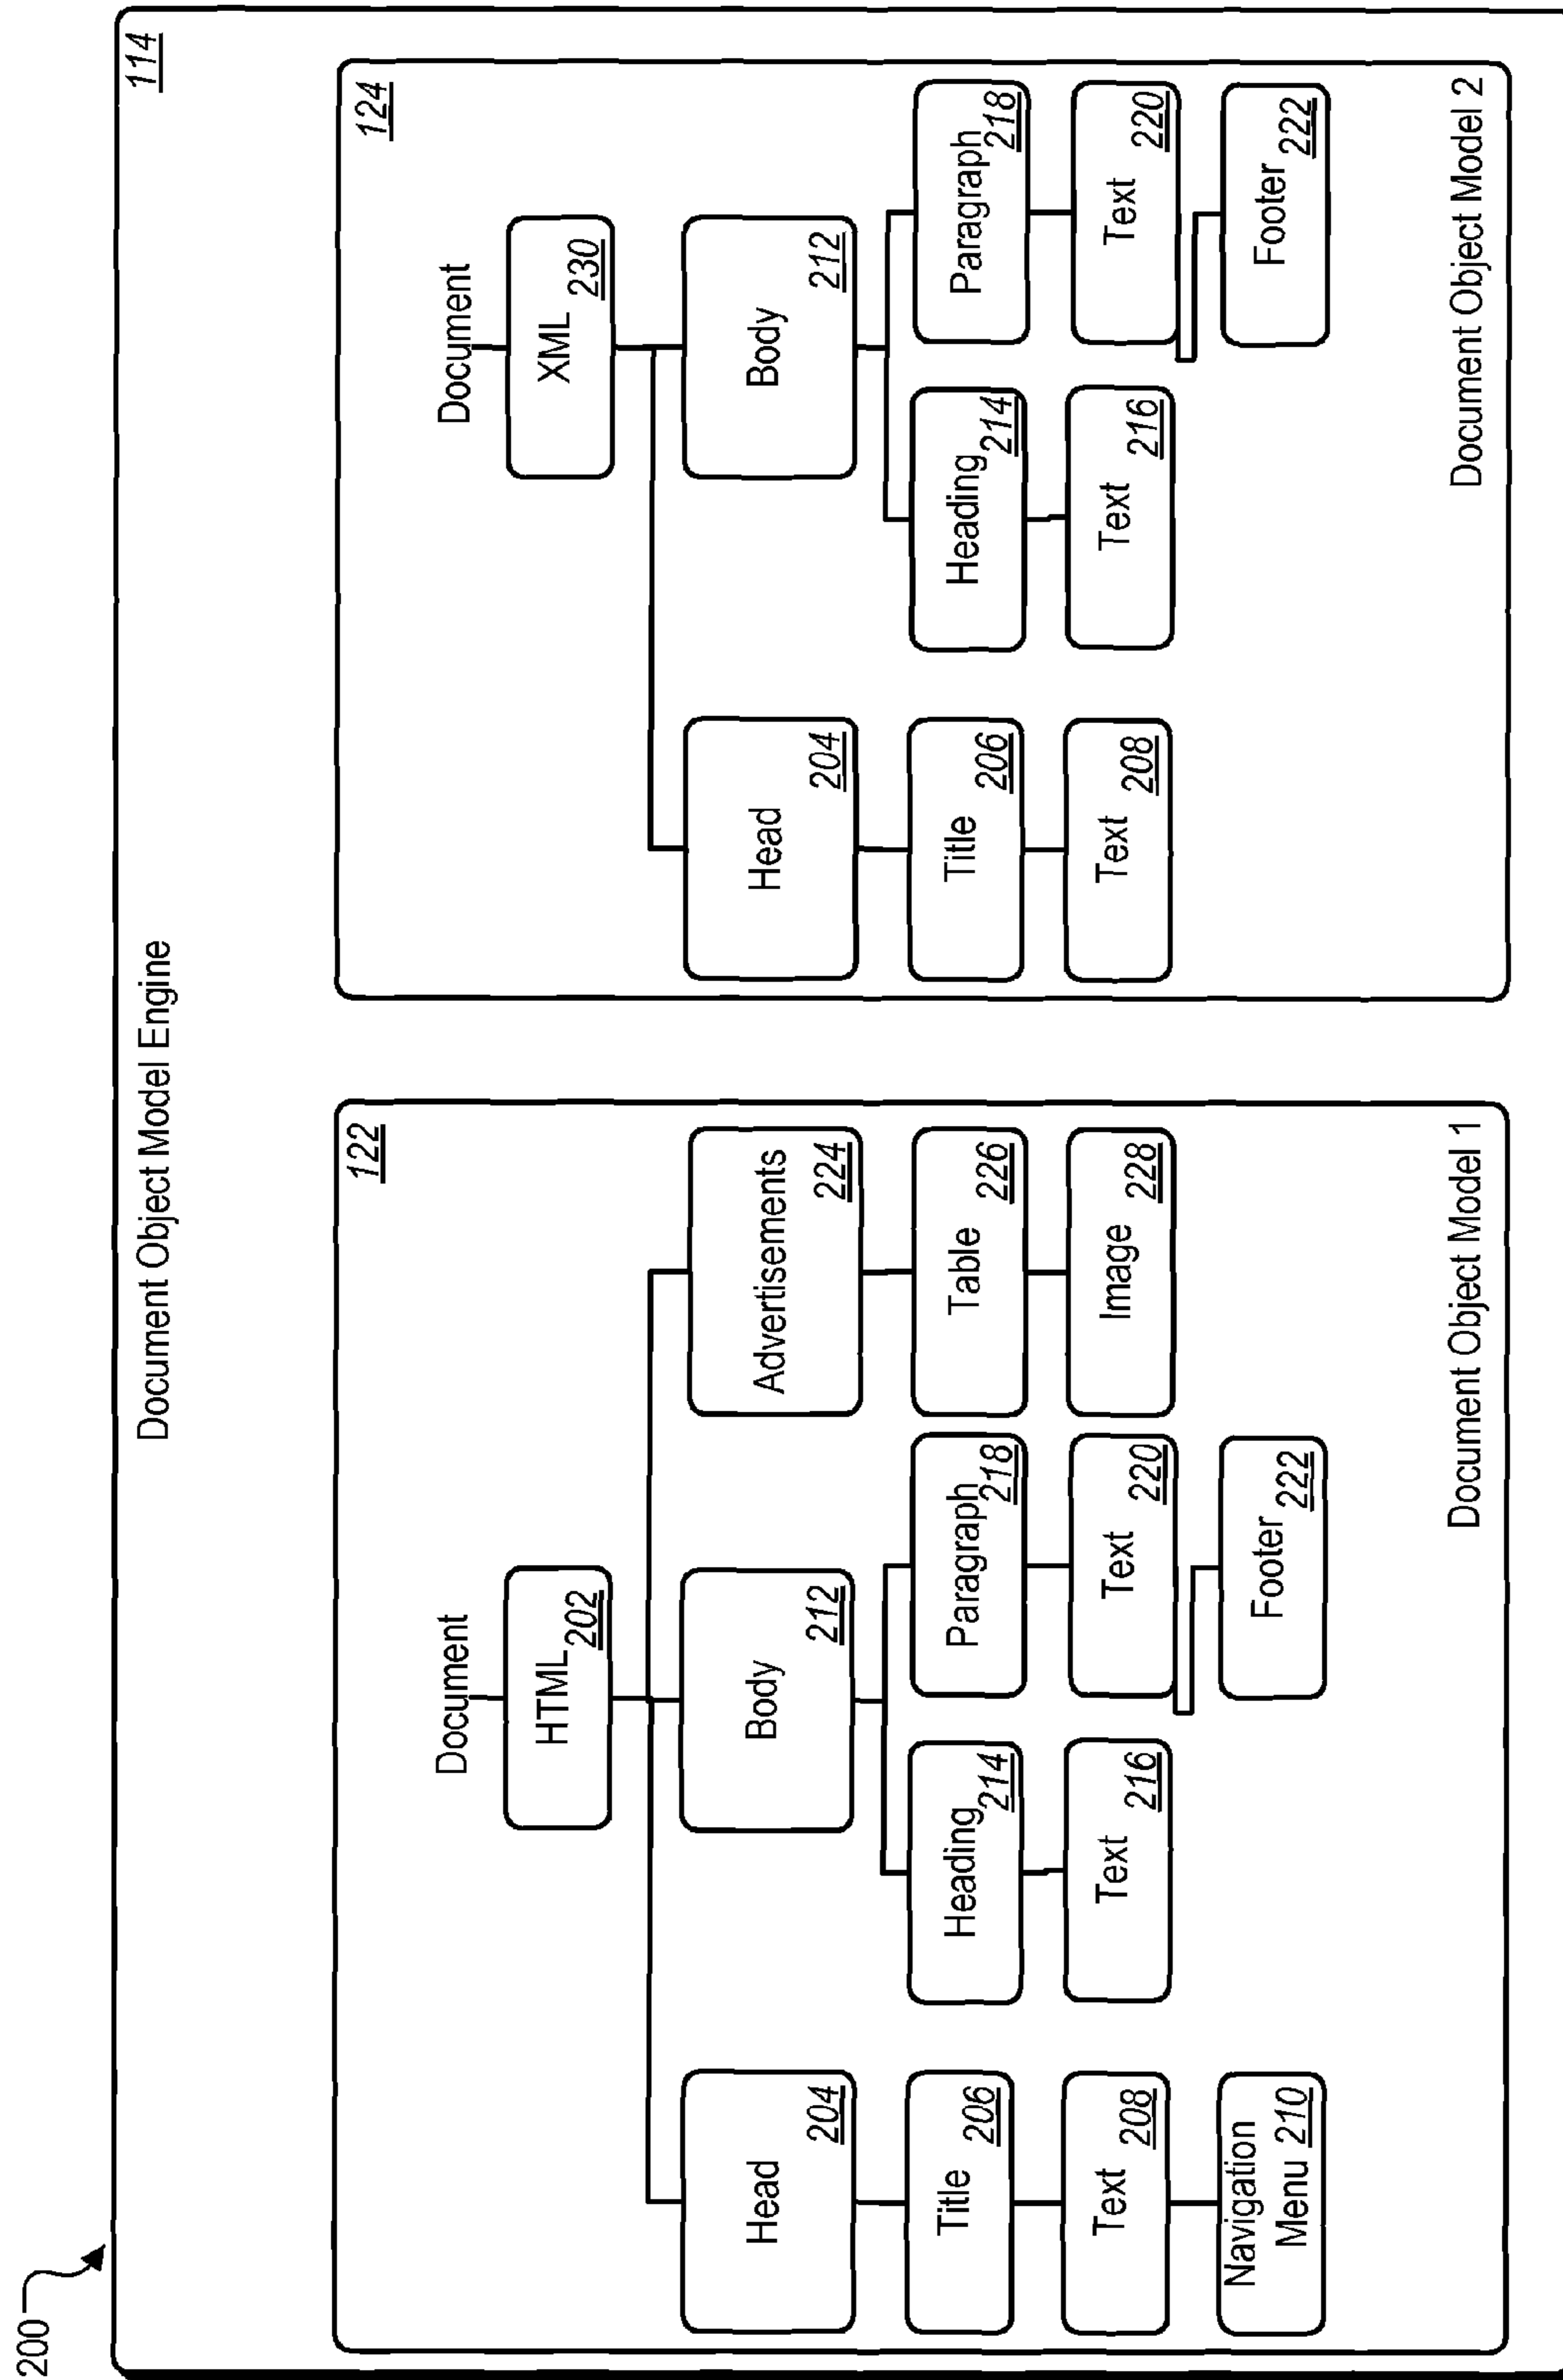 200
Document Object Model Engine
114
122
Document
HTML 202
Head 204
Title 206
Text 208
Navigation
Menu 210
Body 212
Heading 214
Text 216
Paragraph 218
Text 220
Footer 222
Advertisements 224
Table 226
Image 228
Document Object Model 1
124
Document
XML 230
Head 204
Title 206
Text 208
Body 212
Heading 214
Text 216
Paragraph 218
Text 220
Footer 222
Document Object Model 2